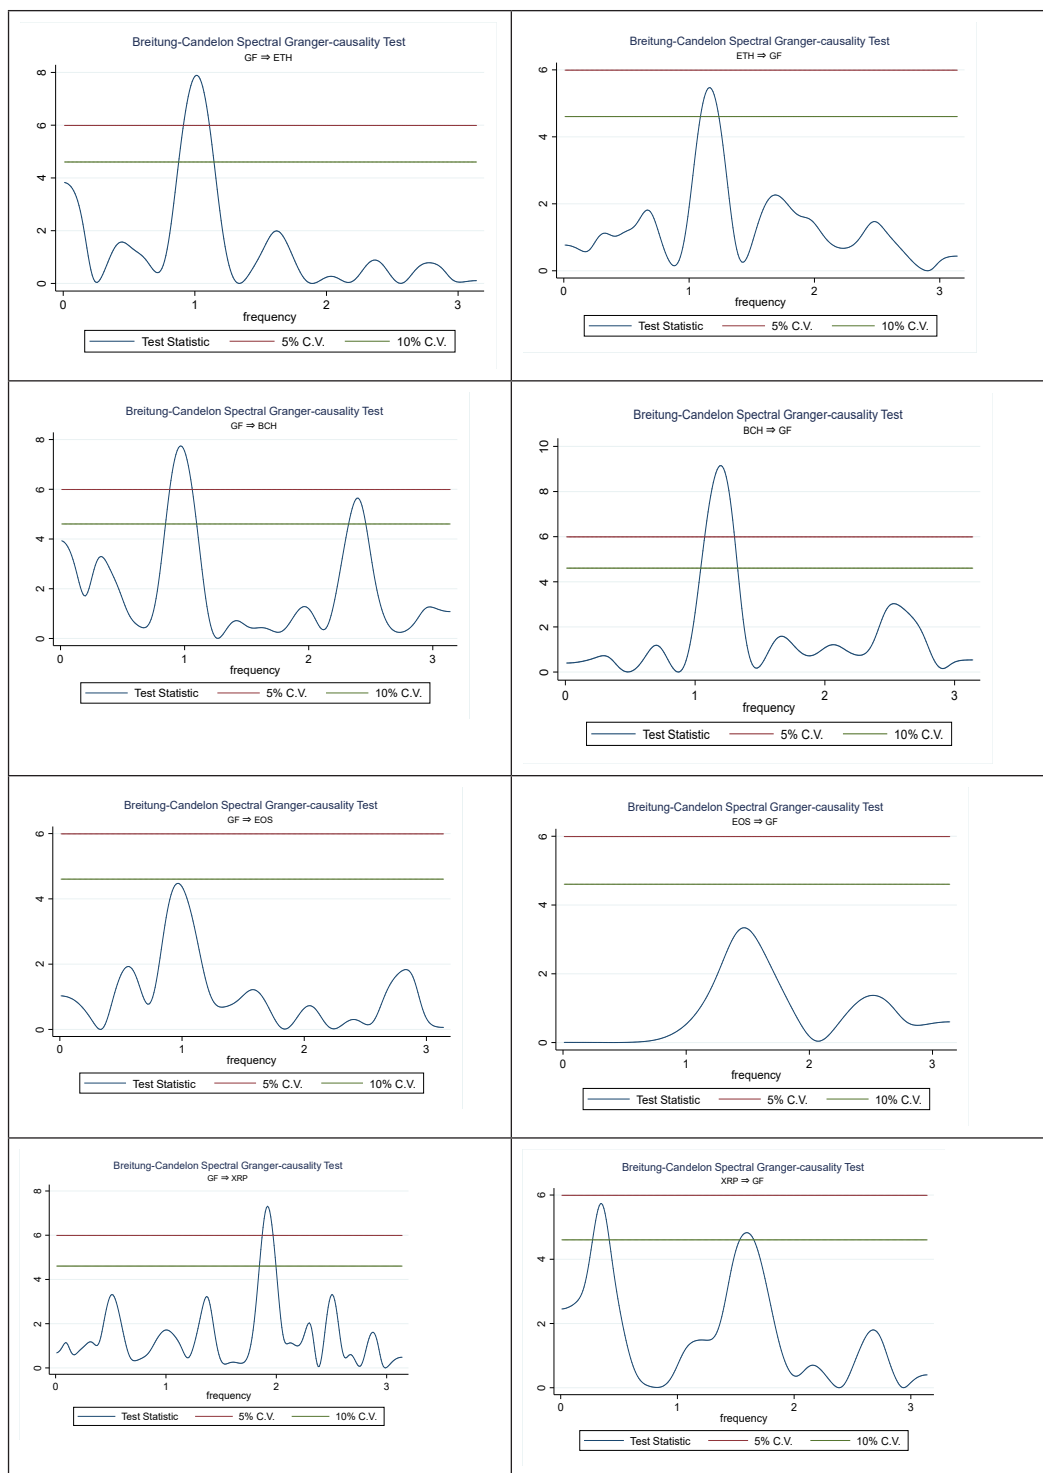 Breitung-Candelon Spectral Granger-causality Test
GF ⇒ ETH
8
6
4
2
0
0 1 2 3
frequency
Test Statistic 5% C.V. 10% C.V.
Breitung-Candelon Spectral Granger-causality Test
ETH ⇒ GF
6
4
2
0
0 1 2 3
frequency
Test Statistic 5% C.V. 10% C.V.
Breitung-Candelon Spectral Granger-causality Test
GF ⇒ BCH
8
6
4
2
0
0 1 2 3
frequency
Test Statistic 5% C.V. 10% C.V.
Breitung-Candelon Spectral Granger-causality Test
BCH ⇒ GF
10
8
6
4
2
0
0 1 2 3
frequency
Test Statistic 5% C.V. 10% C.V.
Breitung-Candelon Spectral Granger-causality Test
GF ⇒ EOS
6
4
2
0
0 1 2 3
frequency
Test Statistic 5% C.V. 10% C.V.
Breitung-Candelon Spectral Granger-causality Test
EOS ⇒ GF
6
4
2
0
0 1 2 3
frequency
Test Statistic 5% C.V. 10% C.V.
Breitung-Candelon Spectral Granger-causality Test
GF ⇒ XRP
8
6
4
2
0
0 1 2 3
frequency
Test Statistic 5% C.V. 10% C.V.
Breitung-Candelon Spectral Granger-causality Test
XRP ⇒ GF
6
4
2
0
0 1 2 3
frequency
Test Statistic 5% C.V. 10% C.V.